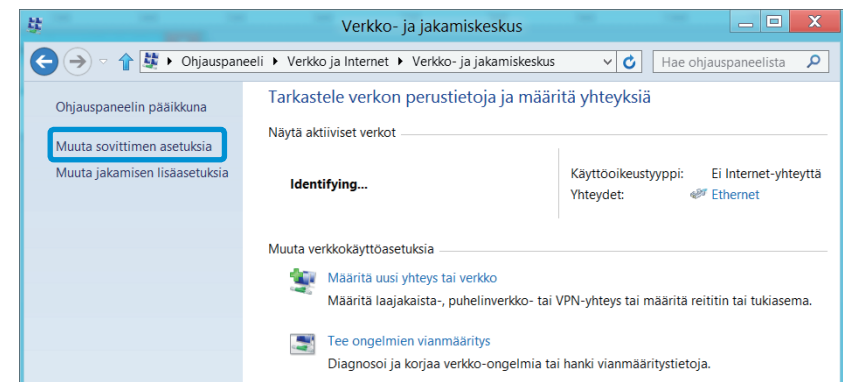 Verkko- ja jakamiskeskus
Ohjauspaneeli Verkko ja Internet Verkko- ja jakamiskeskus
Hae ohjauspaneelista
Ohjauspaneelin pääikkuna
Muuta sovittimen asetuksia
Muuta jakamisen lisäasetuksia
Tarkastele verkon perustietoja ja määritä yhteyksiä
Näytä aktiiviset verkot
Identifying...
Käyttöoikeustyyppi: Ei Internet-yhteyttä
Yhteydet: Ethernet
Muuta verkkokäyttöasetuksia
Määritä uusi yhteys tai verkko
Määritä laajakaista-, puhelinverkko- tai VPN-yhteys tai määritä reititin tai tukiasema.
Tee ongelmien vianmääritys
Diagnosoi ja korjaa verkko-ongelmia tai hanki vianmääritystietoja.